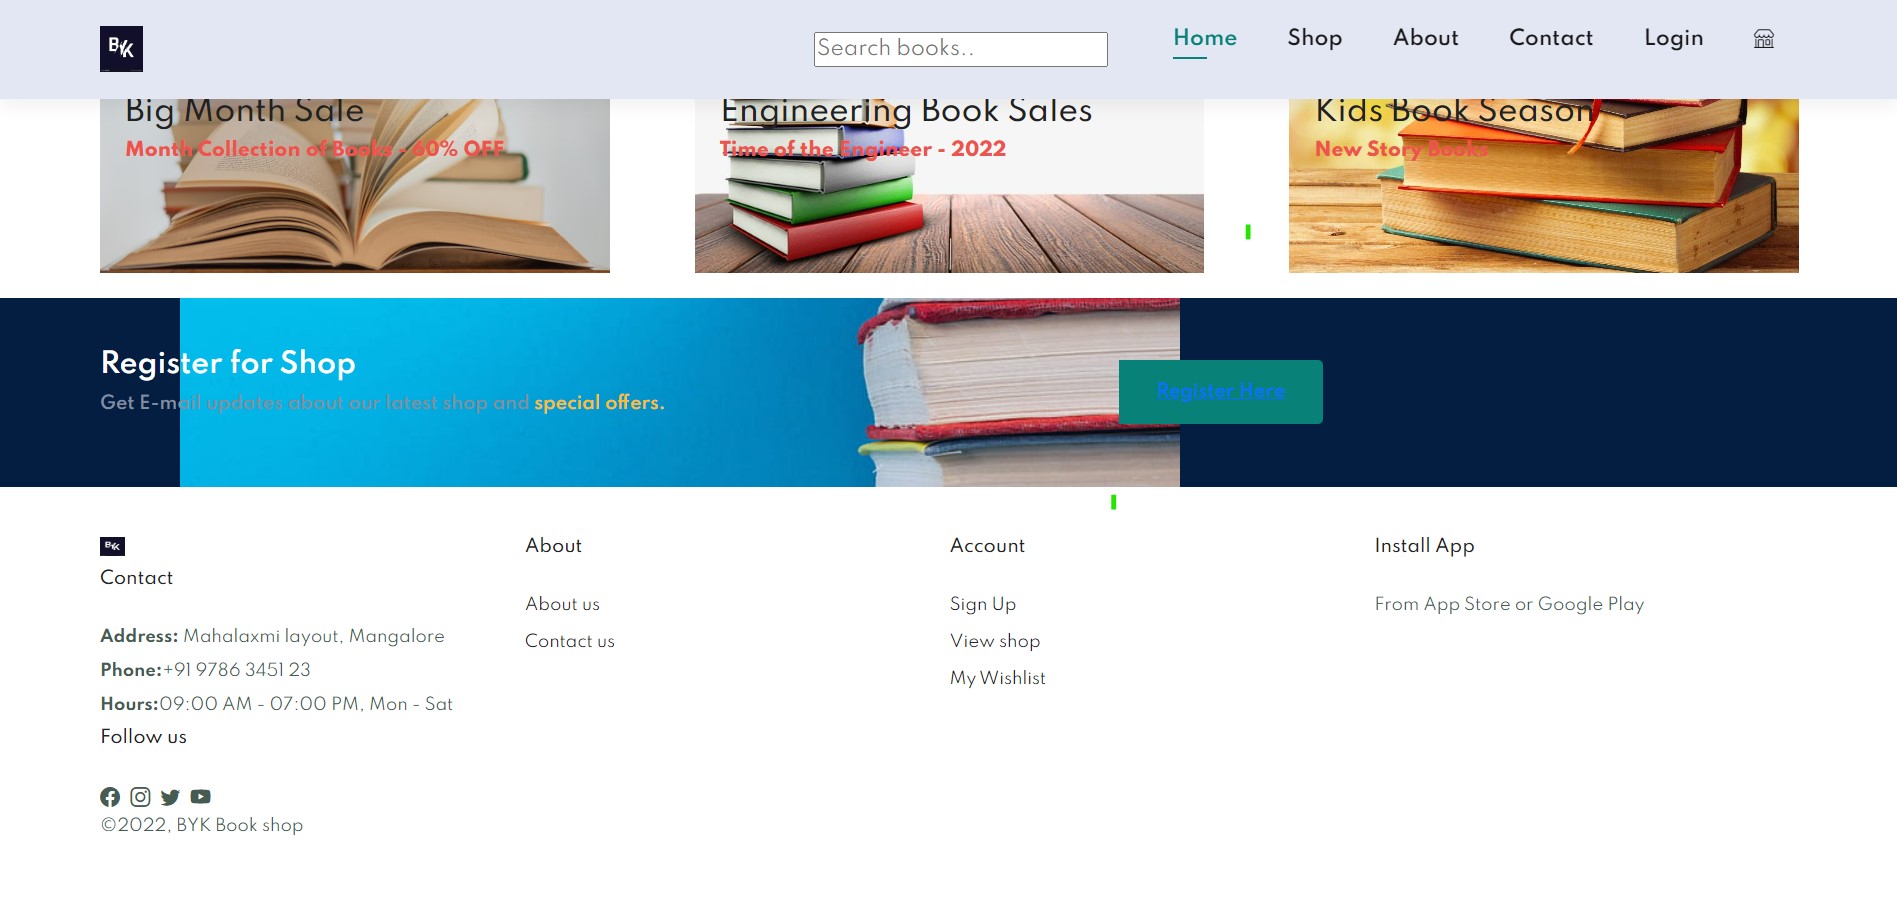 BYK
Search books..
Home
Shop
About
Contact
Login
Big Month Sale
Month Collection of Books - 60% OFF
Engineering Book Sales
Time of the Engineer - 2022
Kids Book Season
New Story Books
Register for Shop
Get E-mail updates about our latest shop and special offers.
Register Here
BYK
Contact
Address: Mahalaxmi layout, Mangalore
Phone:+91 9786 3451 23
Hours:09:00 AM - 07:00 PM, Mon - Sat
Follow us
©2022, BYK Book shop
About
About us
Contact us
Account
Sign Up
View shop
My Wishlist
Install App
From App Store or Google Play